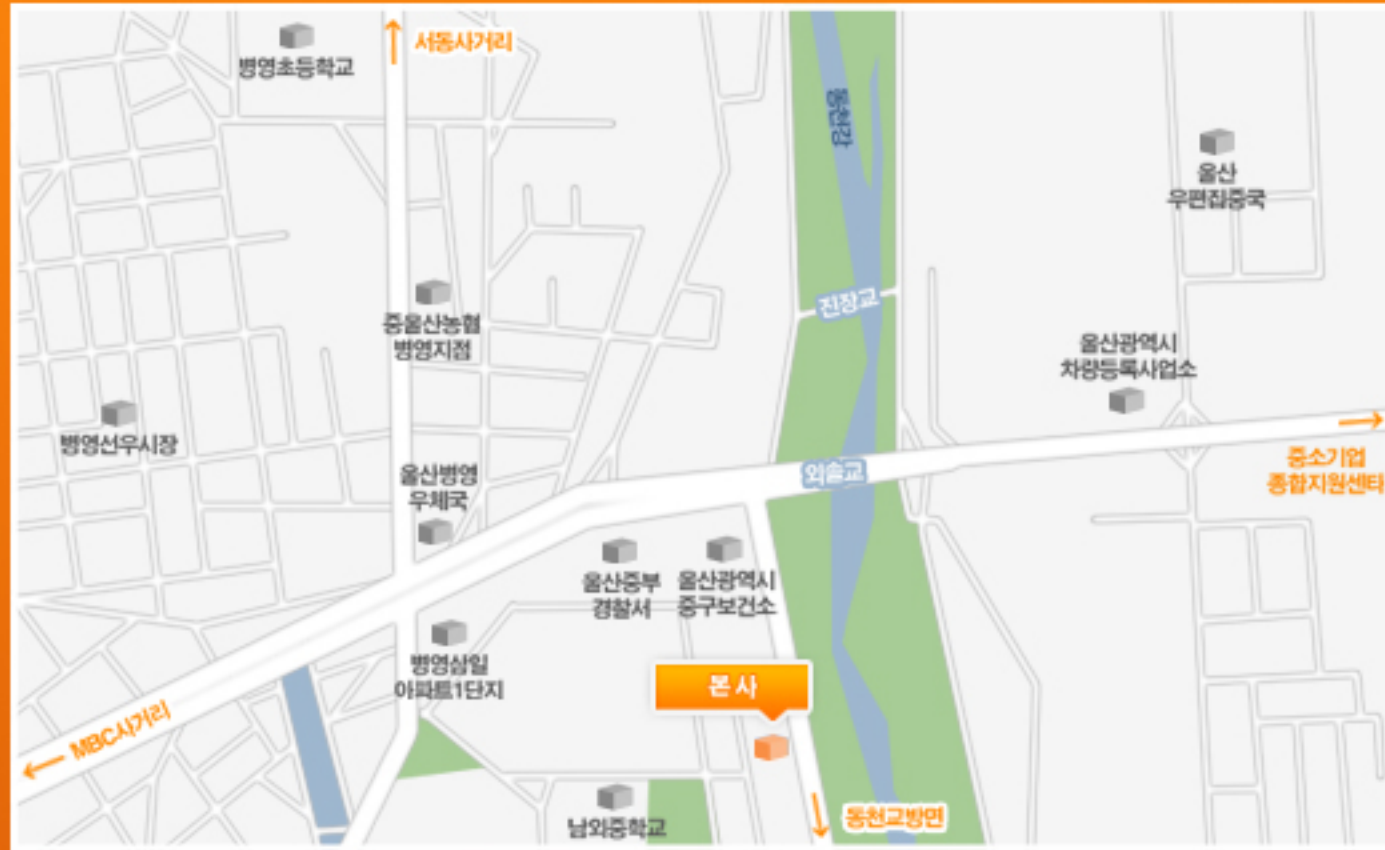 서동사거리
병영초등학교
동천강
울산
우편집중국
진장교
중울산농협
병영지점
울산광역시
차량등록사업소
병영선우시장
울산병영
우체국
외솔교
중소기업
종합지원센터
울산중부
경찰서
울산광역시
중구보건소
병영삼일
아파트1단지
본사
MBC사거리
남외중학교
동천교방면